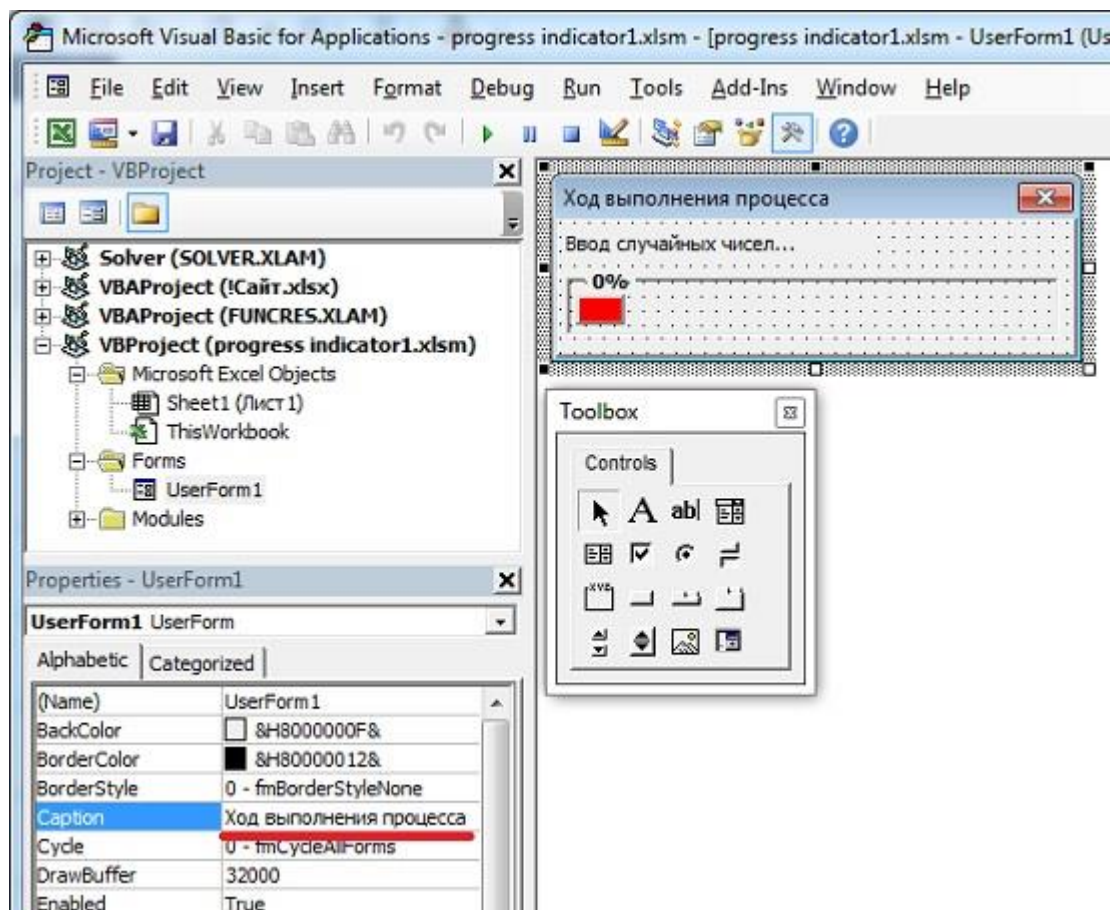 Microsoft Visual Basic for Applications - progress indicator1.xlsm - [progress indicator1.xlsm - UserForm1 (Us
File Edit View Insert Format Debug Run Tools Add-Ins Window Help
Project - VBProject
Solver (SOLVER.XLAM)
VBAProject (!Сайт.xlsx)
VBAProject (FUNCRES.XLAM)
VBProject (progress indicator1.xlsm)
Microsoft Excel Objects
Sheet1 (Лист1)
ThisWorkbook
Forms
UserForm1
Modules
Properties - UserForm1
UserForm1 UserForm
Alphabetic Categorized
(Name) UserForm1
BackColor &H8000000F&
BorderColor &H80000012&
BorderStyle 0 - fmBorderStyleNone
Caption Ход выполнения процесса
Cycle 0 - fmCycleAllForms
DrawBuffer 32000
Enabled True
Ход выполнения процесса
Ввод случайных чисел...
0%
Toolbox
Controls
A ab|
XYZ